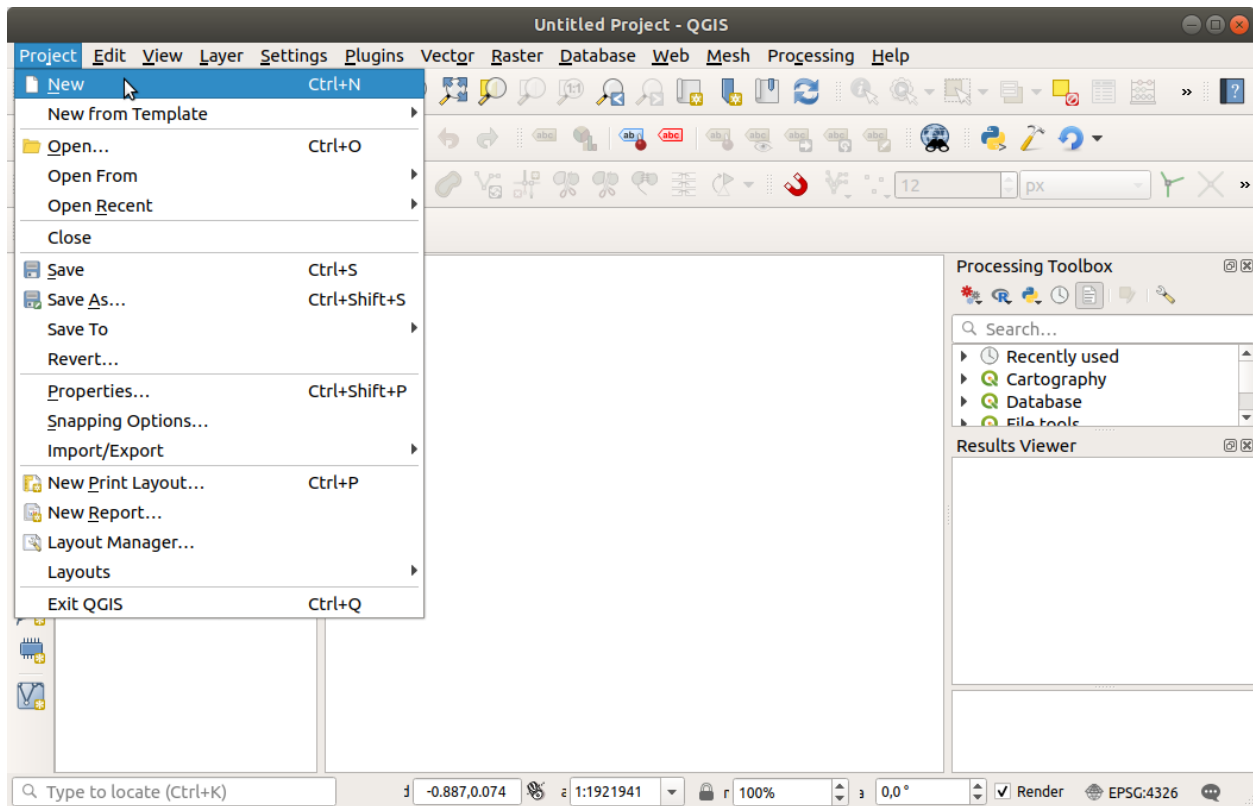 Untitled Project - QGIS
Project Edit View Layer Settings Plugins Vector Raster Database Web Mesh Processing Help
New Ctrl+N
New from Template
Open... Ctrl+O
Open From
Open Recent
Close
Save Ctrl+S
Save As... Ctrl+Shift+S
Save To
Revert...
Properties... Ctrl+Shift+P
Snapping Options...
Import/Export
New Print Layout... Ctrl+P
New Report...
Layout Manager...
Layouts
Exit QGIS Ctrl+Q
abc abc
12 px
Processing Toolbox
Search...
Recently used
Cartography
Database
File tools
Results Viewer
Type to locate (Ctrl+K) -0.887,0.074 1:1921941 100% 0,0 ° Render EPSG:4326